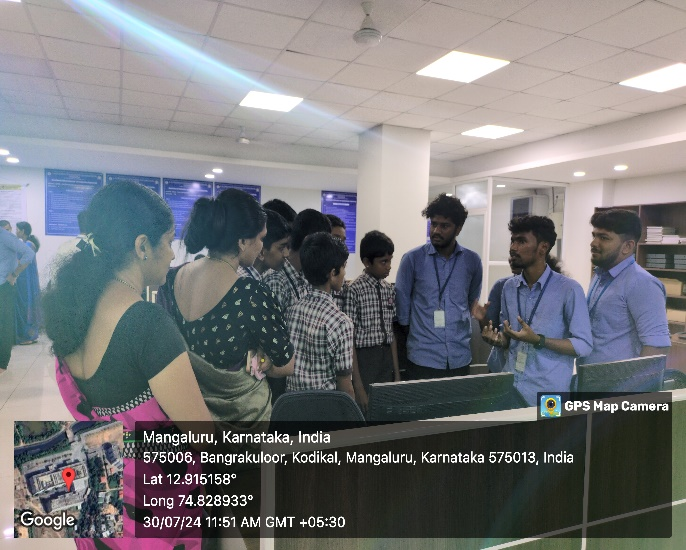 GPS Map Camera
Mangaluru, Karnataka, India
575006, Bangrakuloor, Kodikal, Mangaluru, Karnataka 575013, India
Lat 12.915158°
Long 74.828933°
30/07/24 11:51 AM GMT +05:30
Google